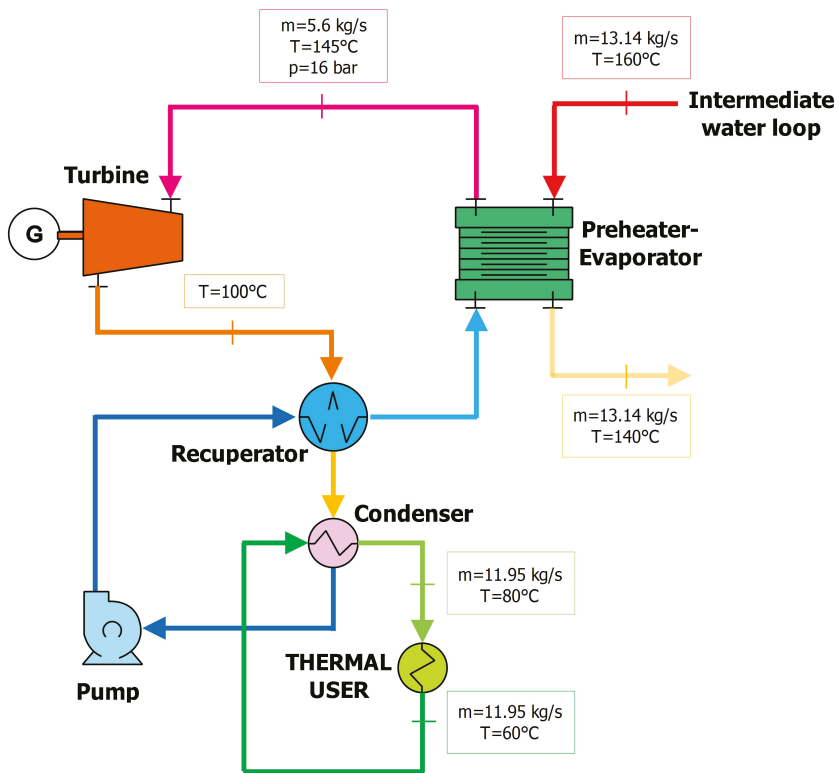 m=5.6 kg/s
T=145°C
p=16 bar
m=13.14 kg/s
T=160°C
Intermediate
water loop
Turbine
G
Preheater-
Evaporator
T=100°C
m=13.14 kg/s
T=140°C
Recuperator
Condenser
m=11.95 kg/s
T=80°C
THERMAL
USER
Pump
m=11.95 kg/s
T=60°C